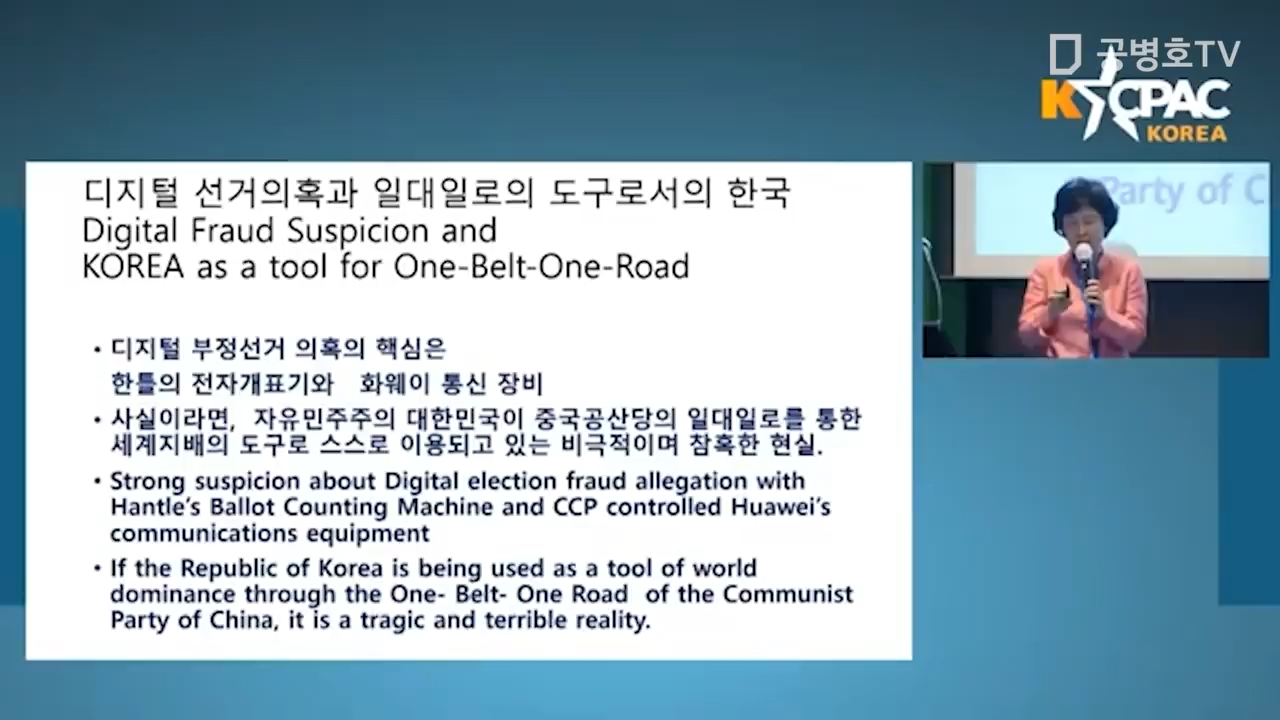 공병호TV
K CPAC
KOREA
디지털 선거의혹과 일대일로의 도구로서의 한국
Digital Fraud Suspicion and
KOREA as a tool for One-Belt-One-Road
• 디지털 부정선거 의혹의 핵심은
한틀의 전자개표기와 화웨이 통신 장비
• 사실이라면, 자유민주주의 대한민국이 중국공산당의 일대일로를 통한
세계지배의 도구로 스스로 이용되고 있는 비극적이며 참혹한 현실.
• Strong suspicion about Digital election fraud allegation with
Hantle's Ballot Counting Machine and CCP controlled Huawei's
communications equipment
• If the Republic of Korea is being used as a tool of world
dominance through the One- Belt- One Road of the Communist
Party of China, it is a tragic and terrible reality.
Party of C